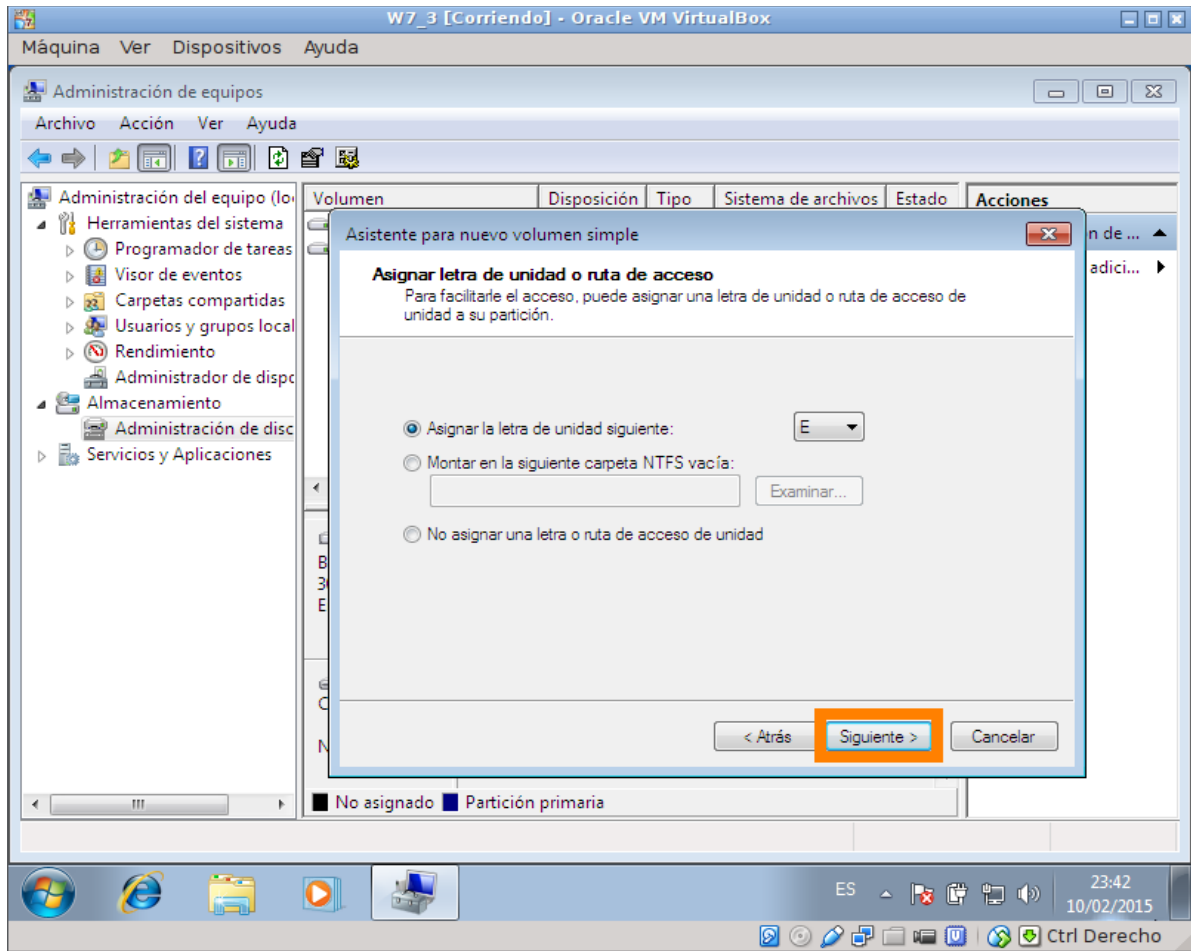 W7_3 [Corriendo] - Oracle VM VirtualBox
Máquina Ver Dispositivos Ayuda
Administración de equipos
Archivo Acción Ver Ayuda
Administración del equipo (lo
Herramientas del sistema
Programador de tareas
Visor de eventos
Carpetas compartidas
Usuarios y grupos local
Rendimiento
Administrador de dispo
Almacenamiento
Administración de disc
Servicios y Aplicaciones
Volumen Disposición Tipo Sistema de archivos Estado
Acciones
n de ...
adici...
Asistente para nuevo volumen simple
Asignar letra de unidad o ruta de acceso
Para facilitarle el acceso, puede asignar una letra de unidad o ruta de acceso de
unidad a su partición.
Asignar la letra de unidad siguiente: E
Montar en la siguiente carpeta NTFS vacía:
Examinar...
No asignar una letra o ruta de acceso de unidad
B
30
E
C
N
< Atrás Siguiente > Cancelar
No asignado Partición primaria
ES 23:42
10/02/2015
Ctrl Derecho